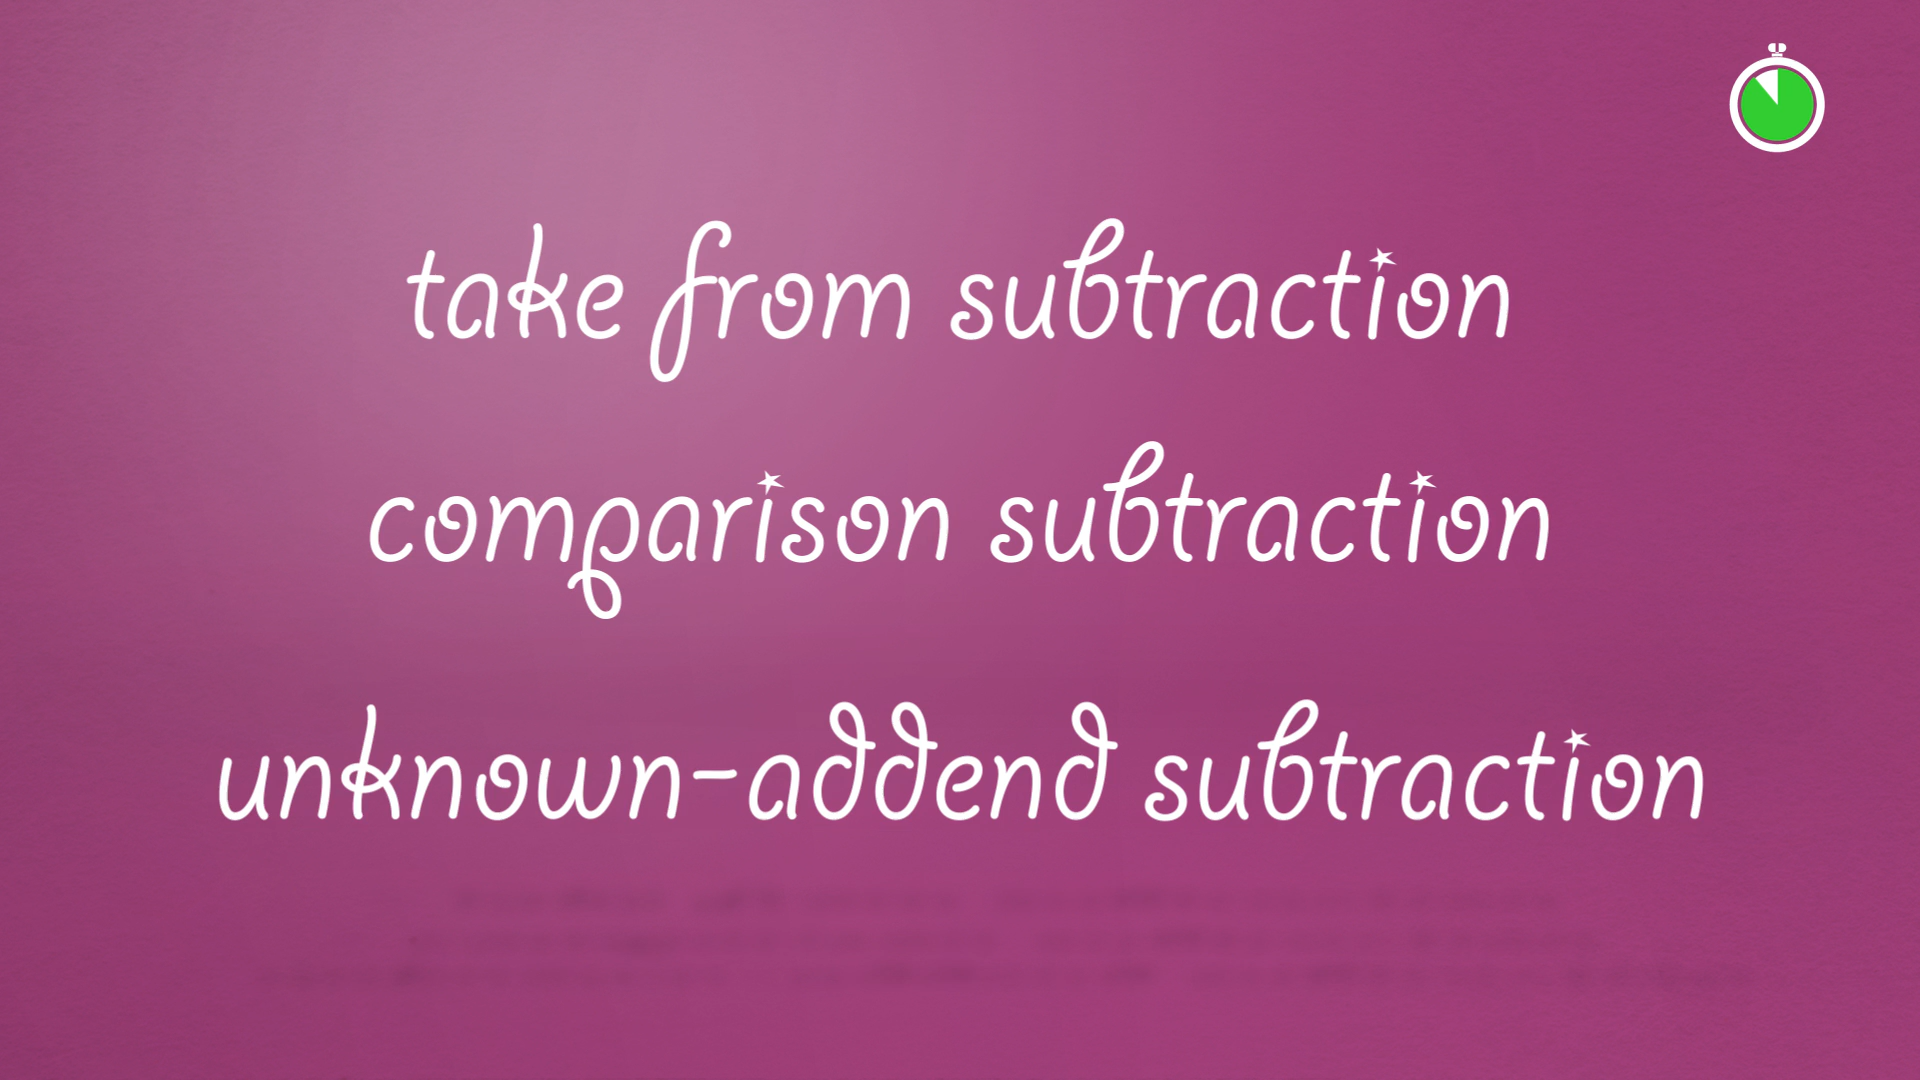 take from subtraction
comparison subtraction
unknown-addend subtraction